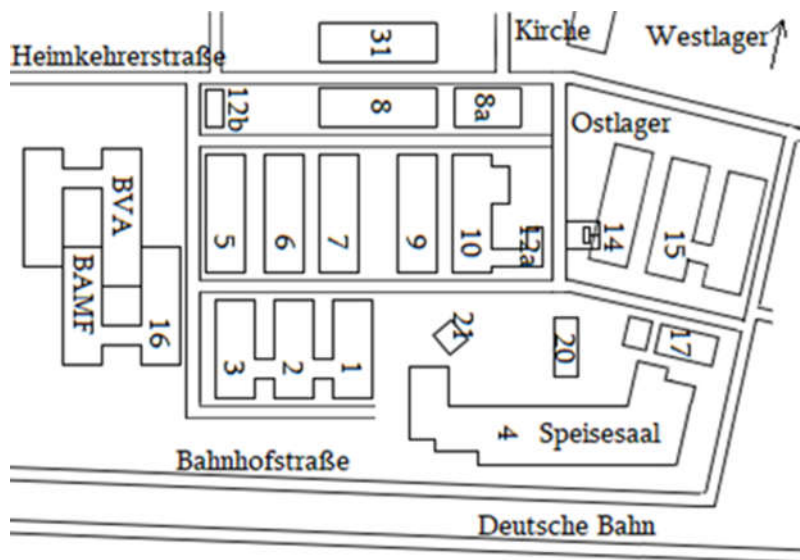 31
Kirche
Westlager
Heimkehrerstraße
12b
8
8a
Ostlager
BVA
5
6
7
9
10
12a
14
15
BAMF
16
3
2
1
21
20
17
4
Speisesaal
Bahnhofstraße
Deutsche Bahn